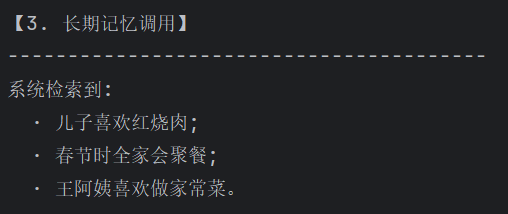 【3. 长期记忆调用】
----------------------------------------
系统检索到:
· 儿子喜欢红烧肉;
· 春节时全家会聚餐;
· 王阿姨喜欢做家常菜。